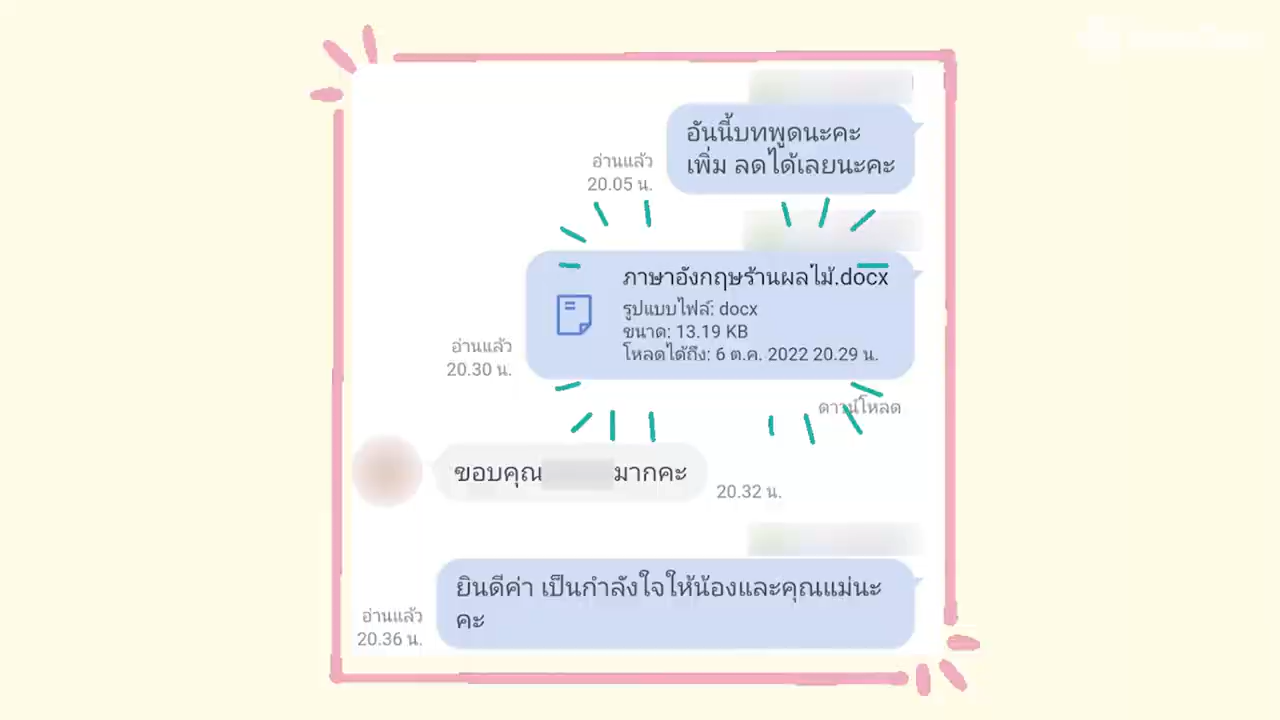 อันนี้บทพูดนะคะ
เพิ่ม ลดได้เลยนะคะ
อ่านแล้ว
20.05 น.
ภาษาอังกฤษร้านผลไม้.docx
รูปแบบไฟล์: docx
ขนาด: 13.19 KB
โหลดได้ถึง: 6 ต.ค. 2022 20.29 น.
อ่านแล้ว
20.30 น.
ดาวน์โหลด
ขอบคุณ มากคะ
20.32 น.
ยินดีค่า เป็นกำลังใจให้น้องและคุณแม่นะ
คะ
อ่านแล้ว
20.36 น.